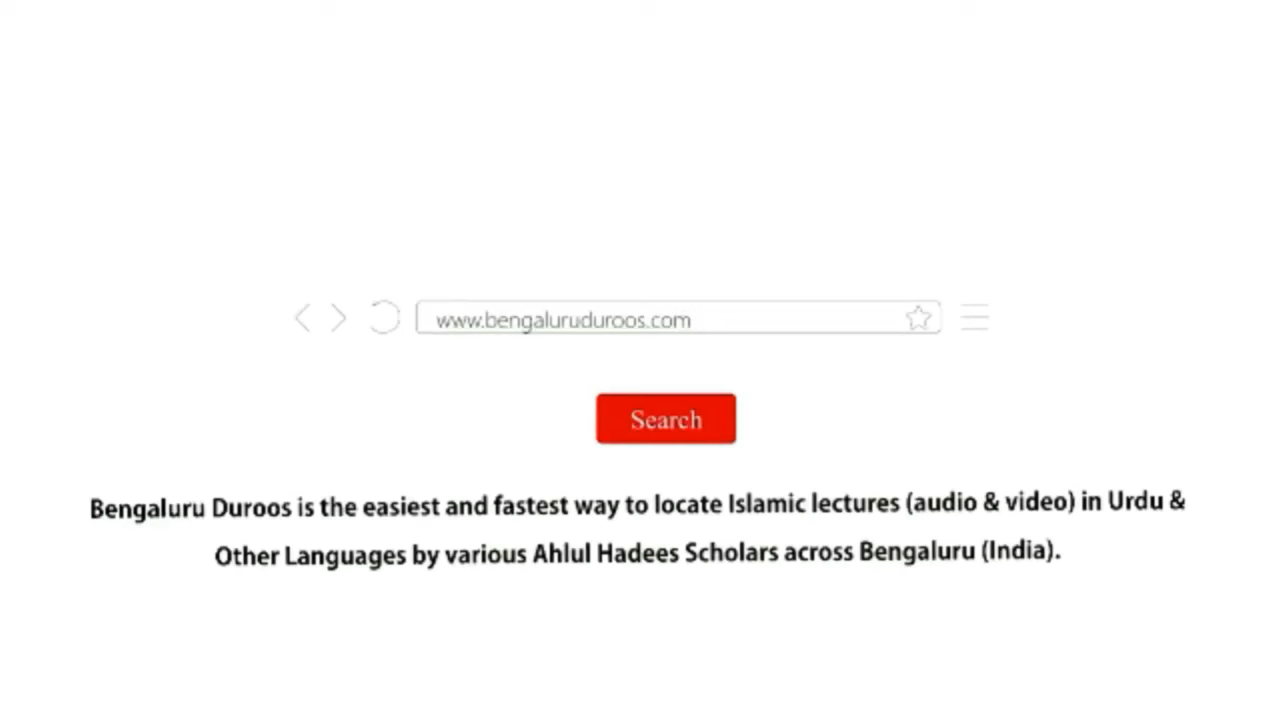 www.bengaluruduroos.com
Search
Bengaluru Duroos is the easiest and fastest way to locate Islamic lectures (audio & video) in Urdu &
Other Languages by various Ahlul Hadees Scholars across Bengaluru (India).